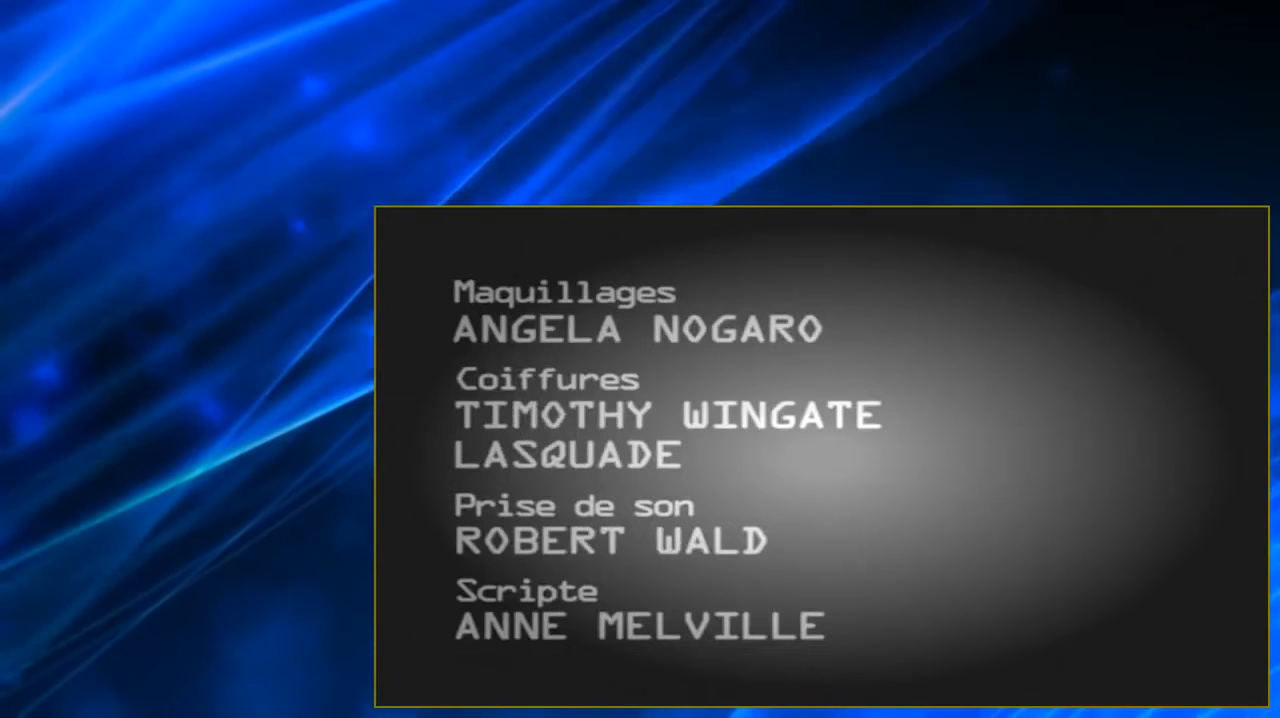 Maquillages
ANGELA NOGARO
Coiffures
TIMOTHY WINGATE
LASQUADE
Prise de son
ROBERT WALD
Scripte
ANNE MELVILLE